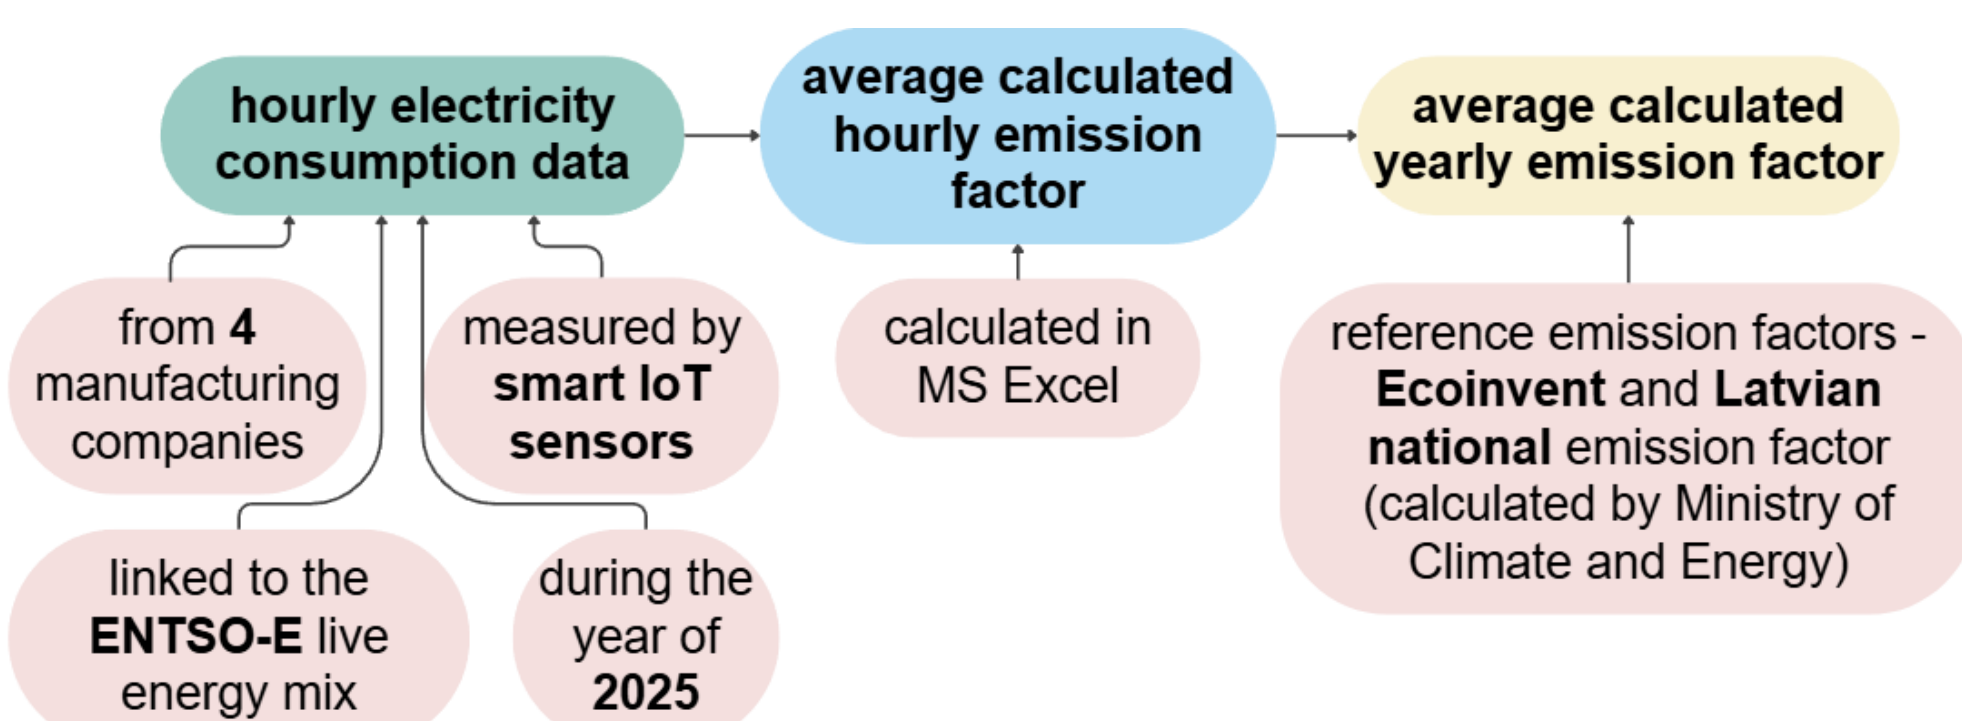 hourly electricity
consumption data
average calculated
hourly emission
factor
average calculated
yearly emission factor
from 4
manufacturing
companies
measured by
smart IoT
sensors
calculated in
MS Excel
reference emission factors -
Ecoinvent and Latvian
national emission factor
(calculated by Ministry of
Climate and Energy)
linked to the
ENTSO-E live
energy mix
during the
year of
2025